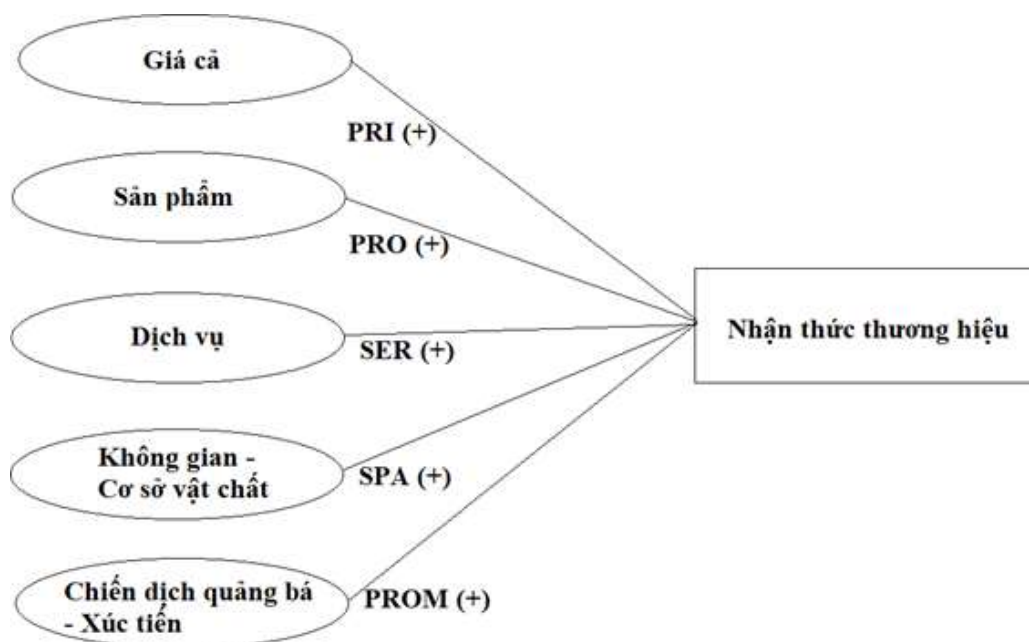 Giá cả
PRI (+)
Sản phẩm
PRO (+)
Dịch vụ
SER (+)
Nhận thức thương hiệu
Không gian -
Cơ sở vật chất
SPA (+)
Chiến dịch quảng bá
- Xúc tiến
PROM (+)